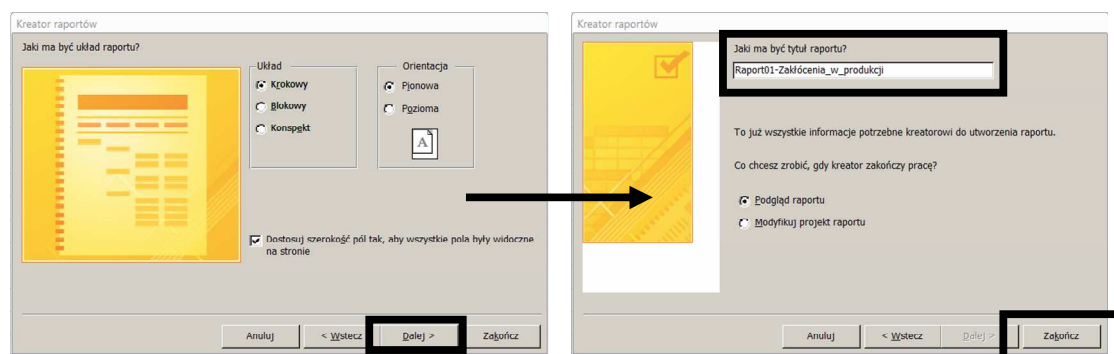 Kreator raportów
Jaki ma być układ raportu?
Układ
Krokowy
Blokowy
Konspekt
Orientacja
Pionowa
Pozioma
A
Dostosuj szerokość pól tak, aby wszystkie pola były widoczne
na stronie
Anuluj
< Wstecz
Dalej >
Zakończ
Kreator raportów
Jaki ma być tytuł raportu?
Raport01-Zakłócenia_w_produkcji
To już wszystkie informacje potrzebne kreatorowi do utworzenia raportu.
Co chcesz zrobić, gdy kreator zakończy pracę?
Podgląd raportu
Modyfikuj projekt raportu
Anuluj
< Wstecz
Dalej >
Zakończ